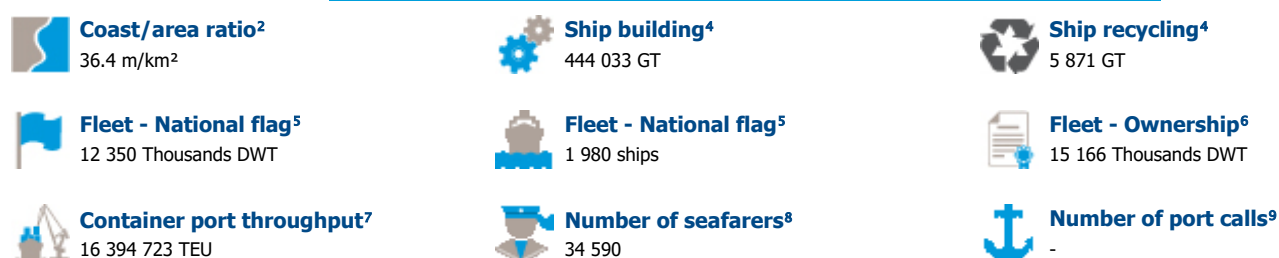 Coast/area ratio²
36.4 m/km²
Ship building⁴
444 033 GT
Ship recycling⁴
5 871 GT
Fleet - National flag⁵
12 350 Thousands DWT
Fleet - National flag⁵
1 980 ships
Fleet - Ownership⁶
15 166 Thousands DWT
Container port throughput⁷
16 394 723 TEU
Number of seafarers⁸
34 590
Number of port calls⁹
-